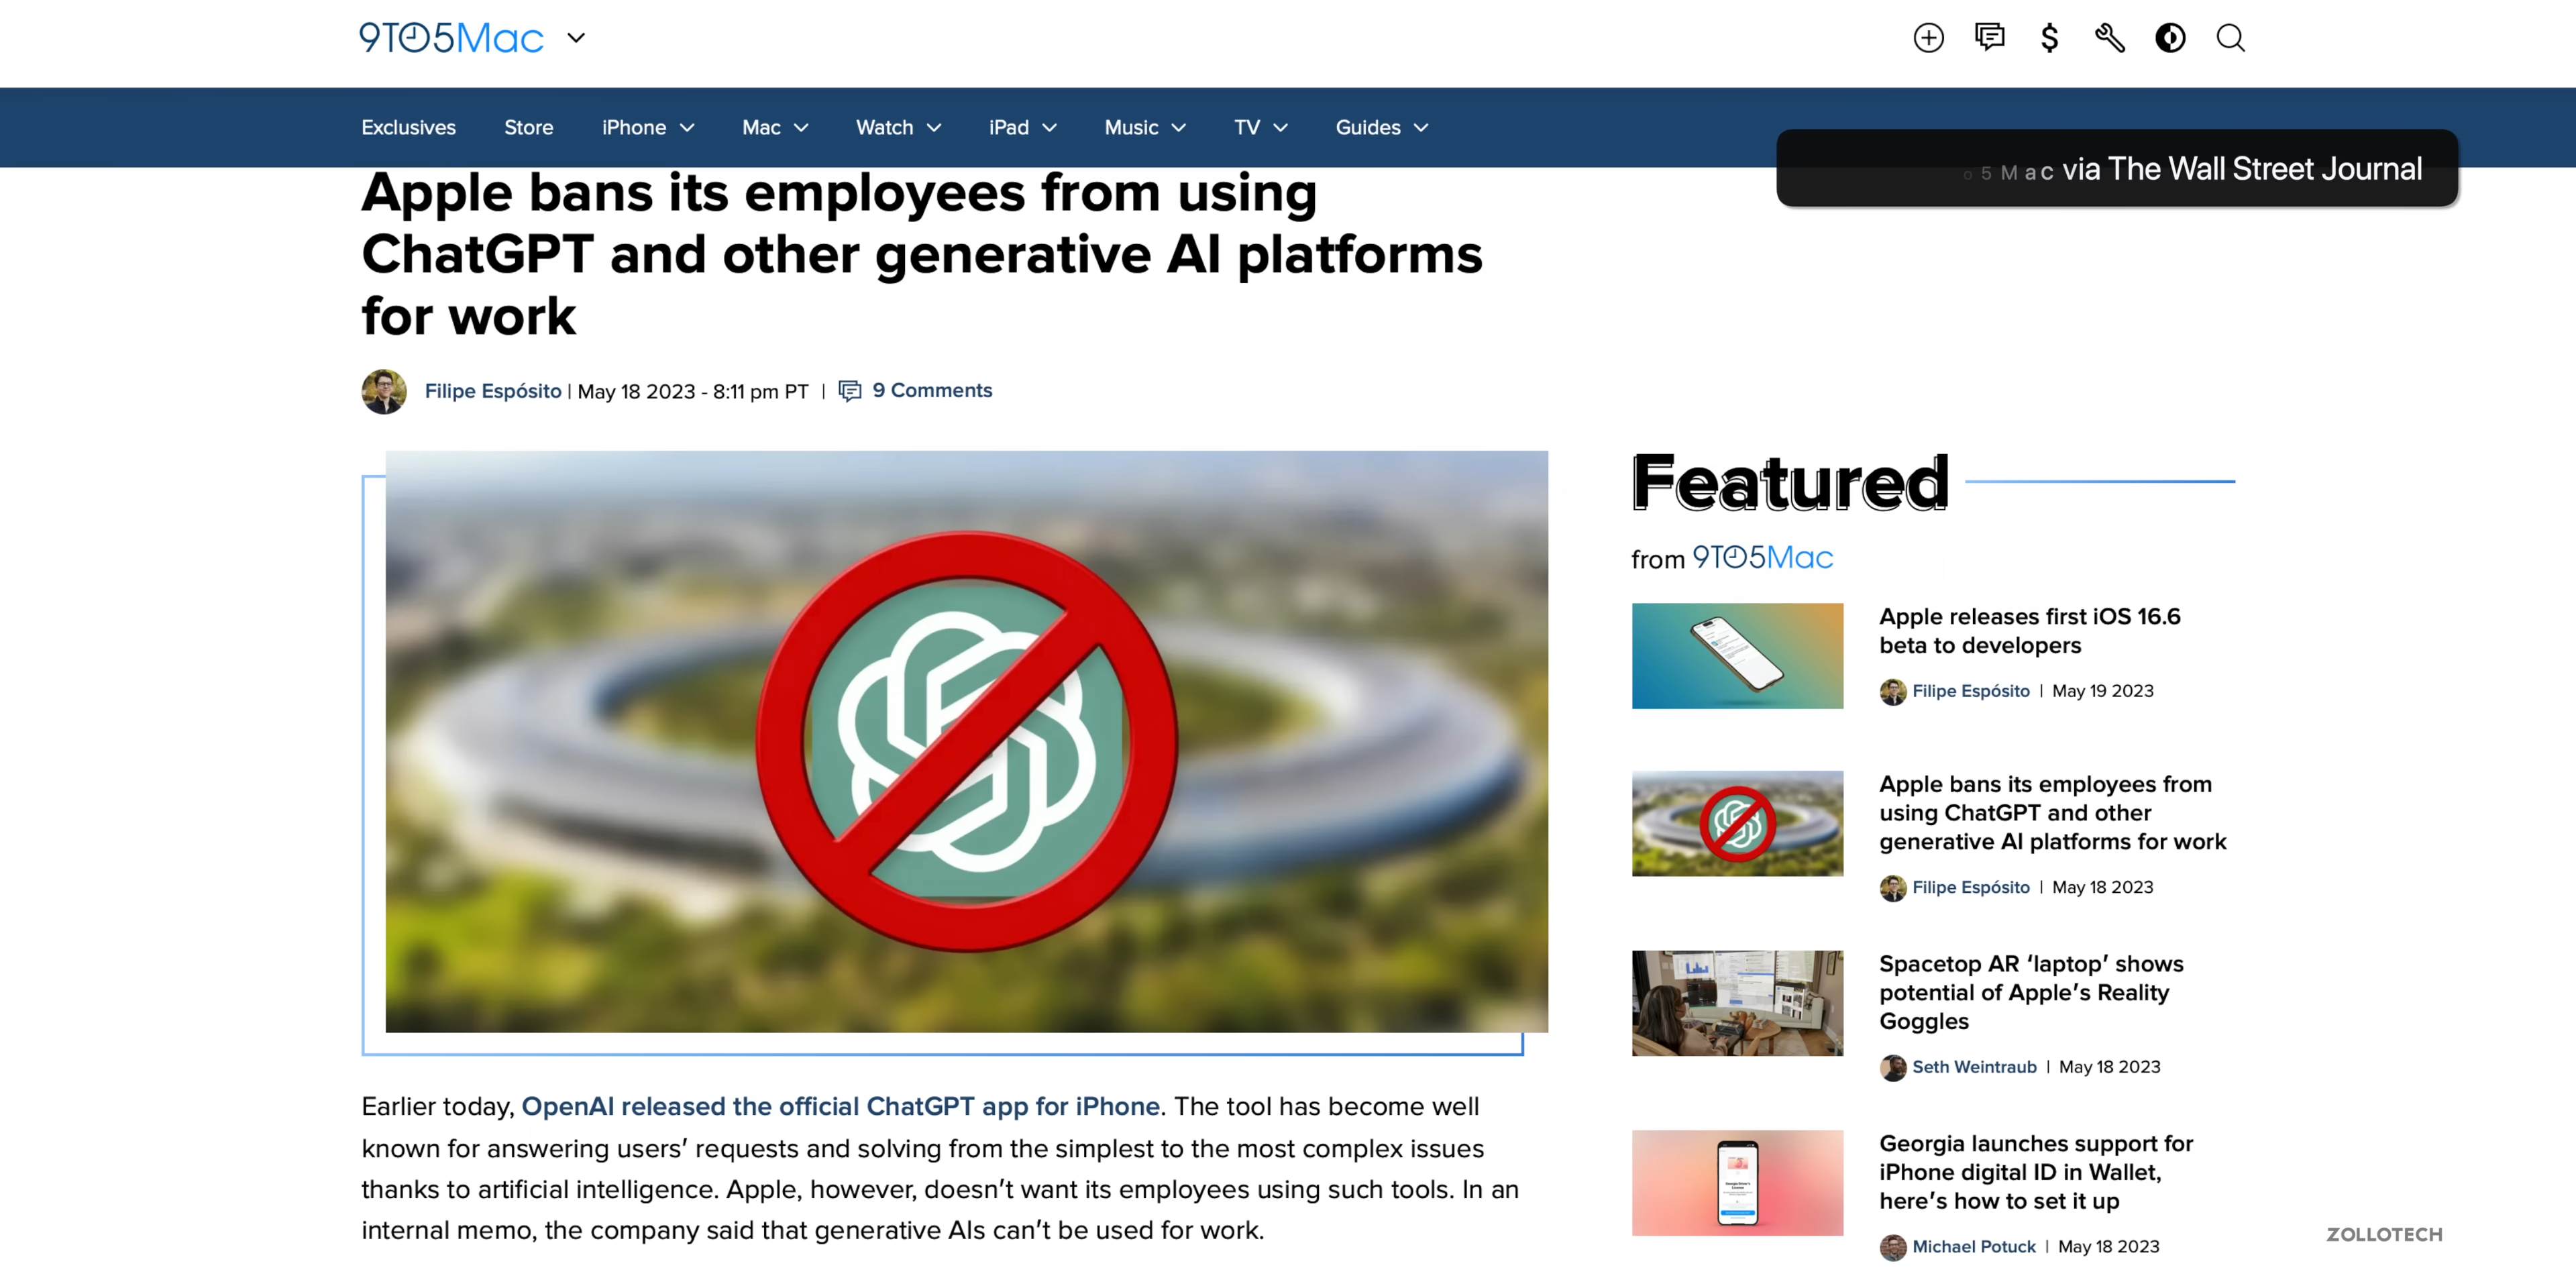 9TO5Mac
Exclusives Store iPhone Mac Watch iPad Music TV Guides
o 5 Mac via The Wall Street Journal
Apple bans its employees from using
ChatGPT and other generative AI platforms
for work
Filipe Espósito | May 18 2023 - 8:11 pm PT | 9 Comments
Earlier today, OpenAI released the official ChatGPT app for iPhone. The tool has become well
known for answering users’ requests and solving from the simplest to the most complex issues
thanks to artificial intelligence. Apple, however, doesn’t want its employees using such tools. In an
internal memo, the company said that generative AIs can’t be used for work.
Featured
from 9TO5Mac
Apple releases first iOS 16.6
beta to developers
Filipe Espósito | May 19 2023
Apple bans its employees from
using ChatGPT and other
generative AI platforms for work
Filipe Espósito | May 18 2023
Spacetop AR ‘laptop’ shows
potential of Apple’s Reality
Goggles
Seth Weintraub | May 18 2023
Georgia launches support for
iPhone digital ID in Wallet,
here’s how to set it up
Michael Potuck | May 18 2023
ZOLLOTECH